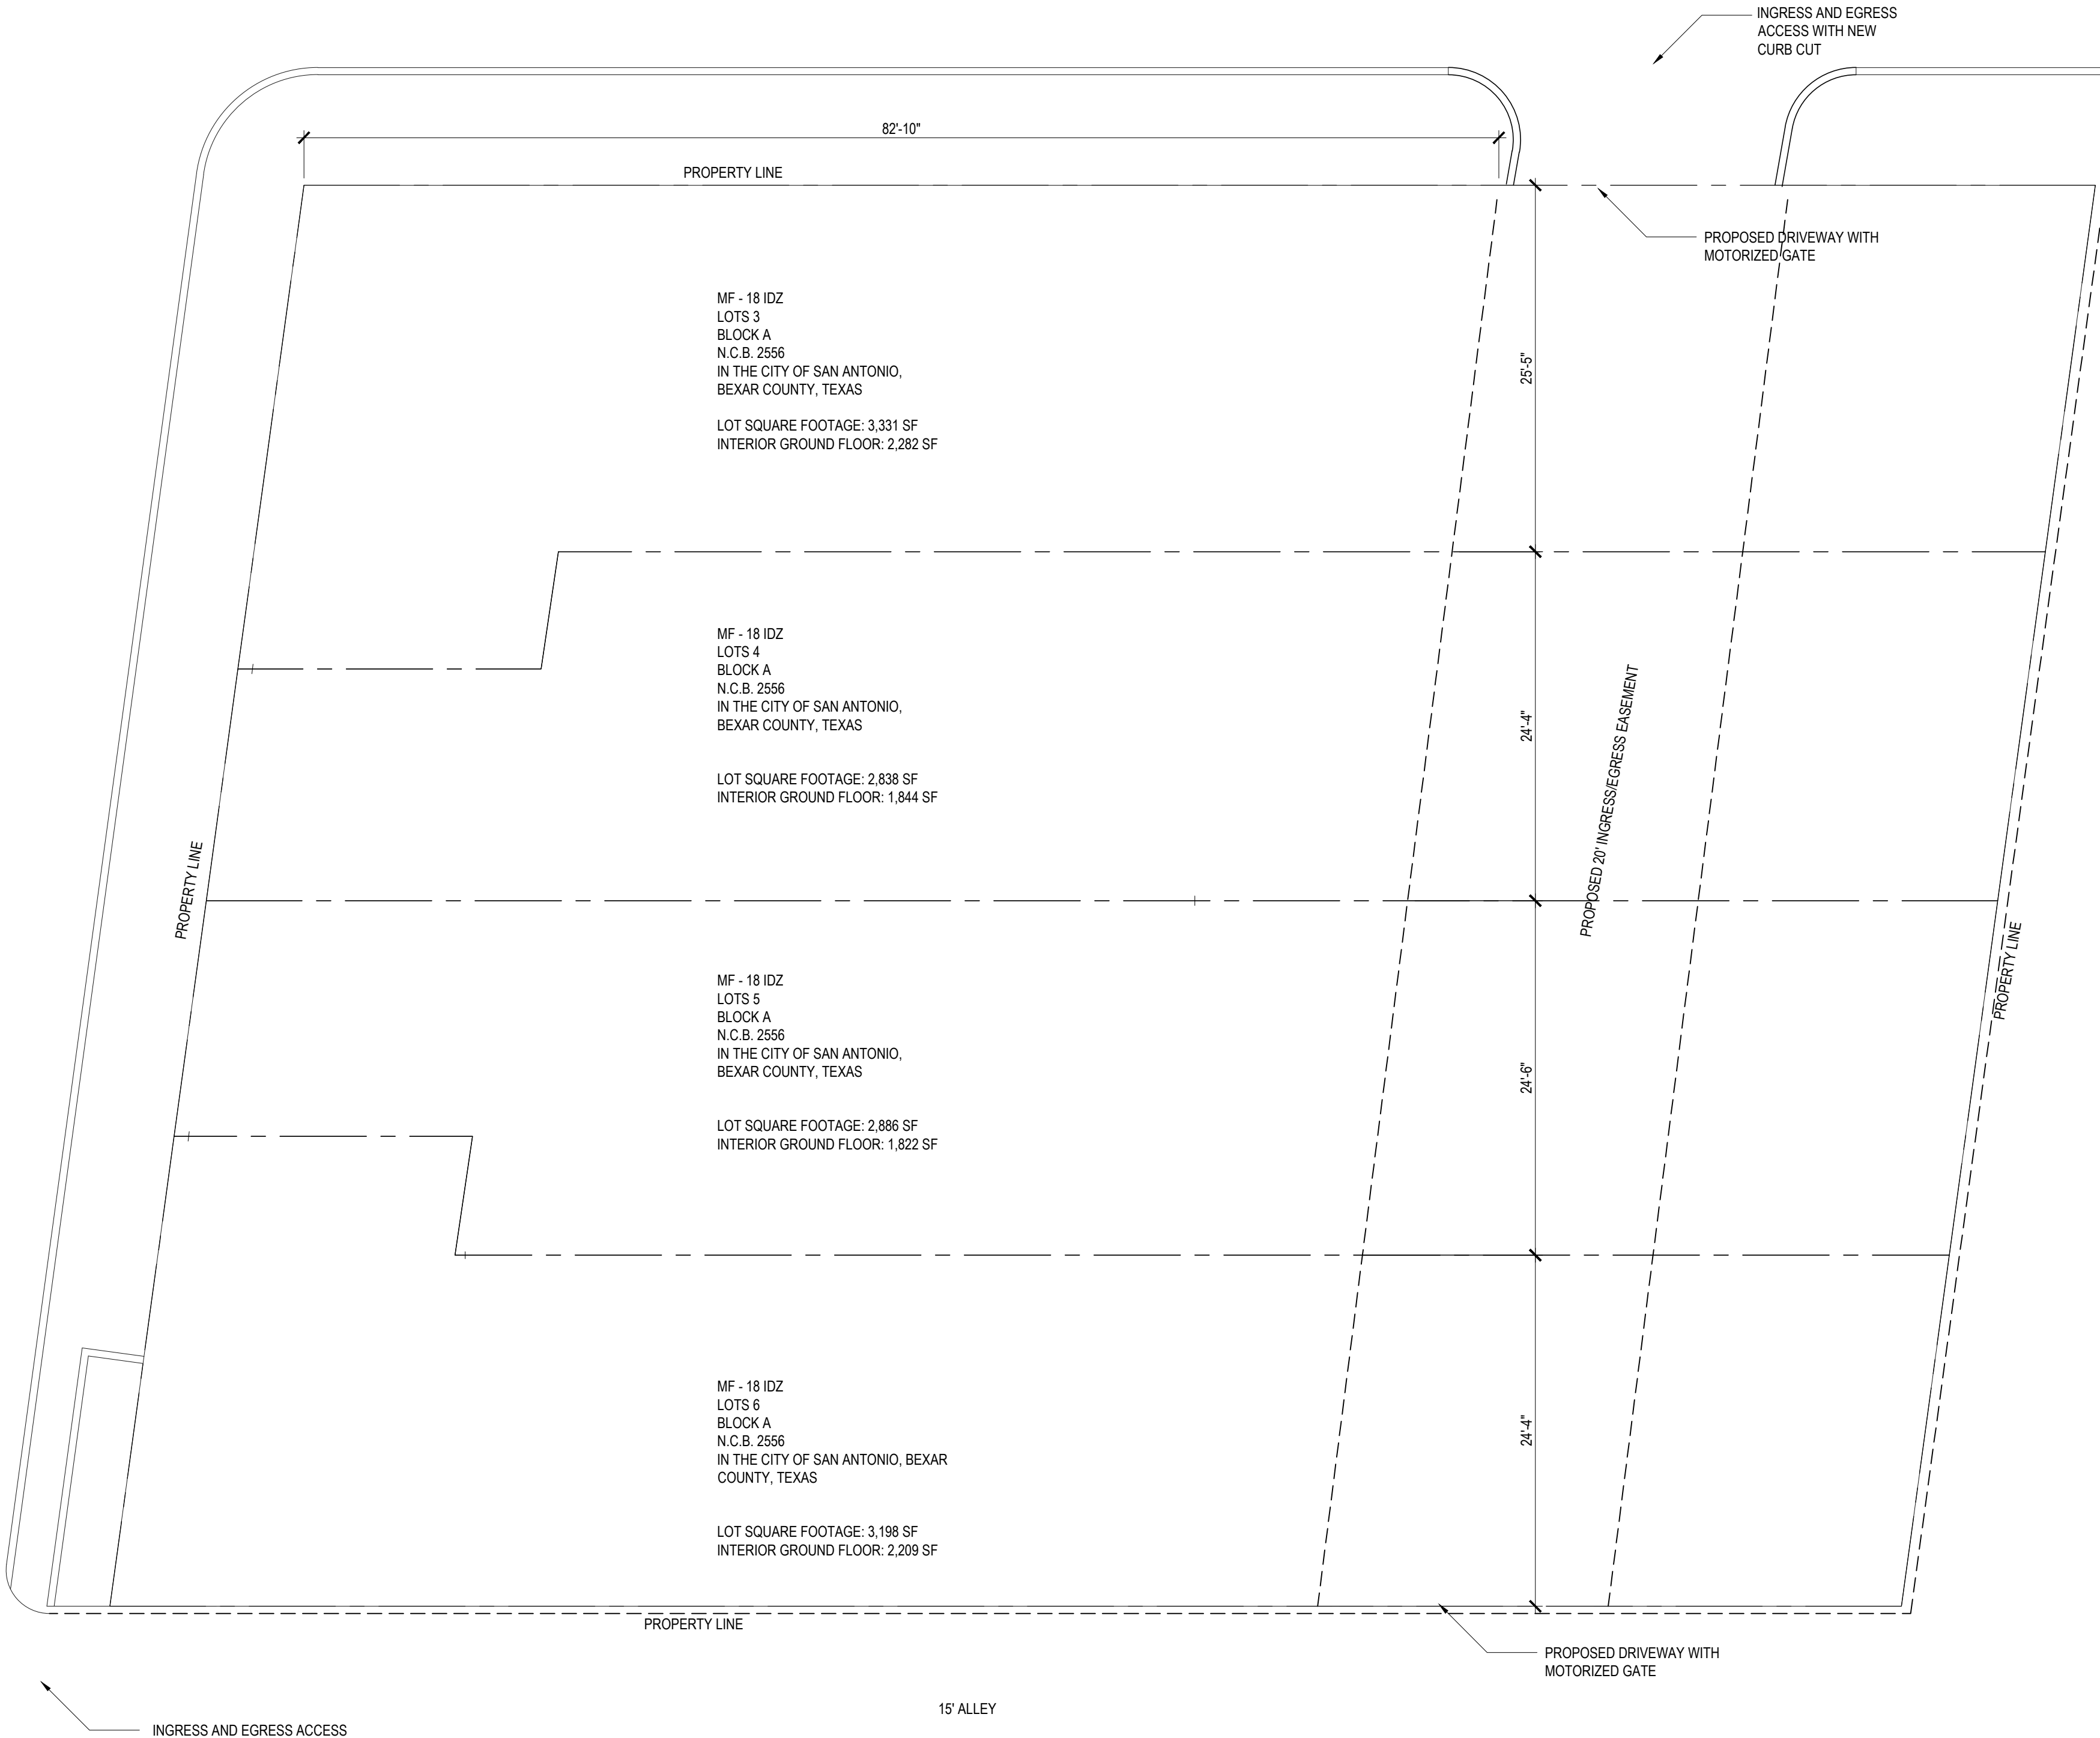 INGRESS AND EGRESS
ACCESS WITH NEW
CURB CUT
82'-10"
PROPERTY LINE
PROPOSED DRIVEWAY WITH
MOTORIZED GATE
MF - 18 IDZ
LOTS 3
BLOCK A
N.C.B. 2556
IN THE CITY OF SAN ANTONIO,
BEXAR COUNTY, TEXAS
LOT SQUARE FOOTAGE: 3,331 SF
INTERIOR GROUND FLOOR: 2,282 SF
25'-5"
MF - 18 IDZ
LOTS 4
BLOCK A
N.C.B. 2556
IN THE CITY OF SAN ANTONIO,
BEXAR COUNTY, TEXAS
LOT SQUARE FOOTAGE: 2,838 SF
INTERIOR GROUND FLOOR: 1,844 SF
24'-4"
PROPOSED 20' INGRESS/EGRESS EASEMENT
PROPERTY LINE
PROPERTY LINE
MF - 18 IDZ
LOTS 5
BLOCK A
N.C.B. 2556
IN THE CITY OF SAN ANTONIO,
BEXAR COUNTY, TEXAS
LOT SQUARE FOOTAGE: 2,886 SF
INTERIOR GROUND FLOOR: 1,822 SF
24'-6"
MF - 18 IDZ
LOTS 6
BLOCK A
N.C.B. 2556
IN THE CITY OF SAN ANTONIO, BEXAR
COUNTY, TEXAS
LOT SQUARE FOOTAGE: 3,198 SF
INTERIOR GROUND FLOOR: 2,209 SF
24'-4"
PROPERTY LINE
PROPOSED DRIVEWAY WITH
MOTORIZED GATE
15' ALLEY
INGRESS AND EGRESS ACCESS